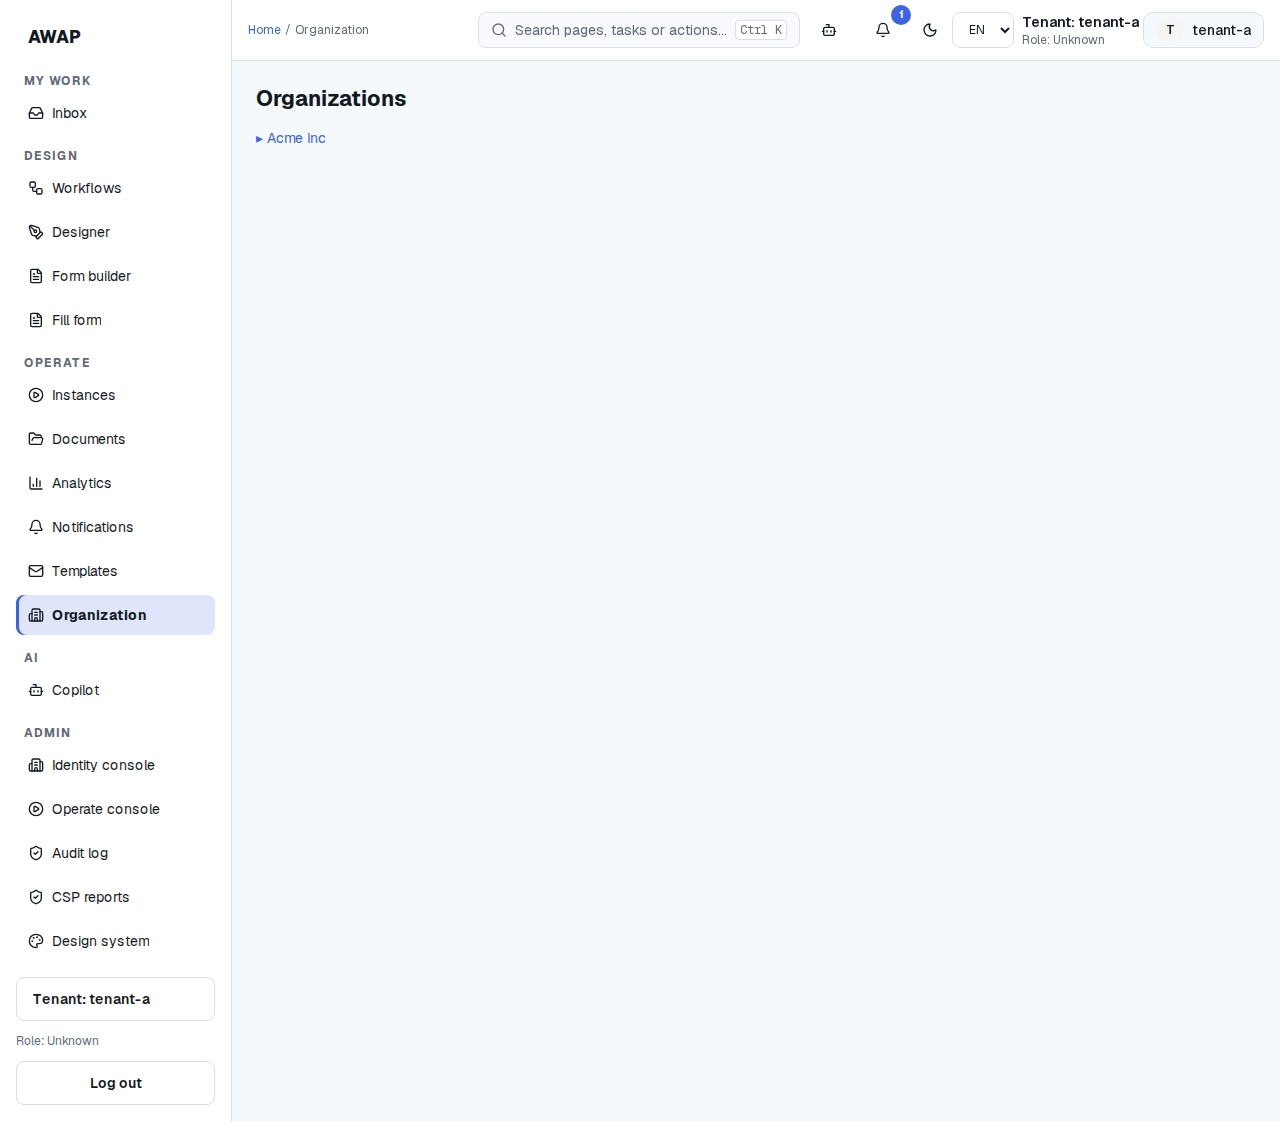 AWAP
MY WORK
Inbox
DESIGN
Workflows
Designer
Form builder
Fill form
OPERATE
Instances
Documents
Analytics
Notifications
Templates
Organization
AI
Copilot
ADMIN
Identity console
Operate console
Audit log
CSP reports
Design system
Tenant: tenant-a
Role: Unknown
Log out
Home / Organization
Search pages, tasks or actions... Ctrl K
1
EN
Tenant: tenant-a
Role: Unknown
T tenant-a
Organizations
▸ Acme Inc